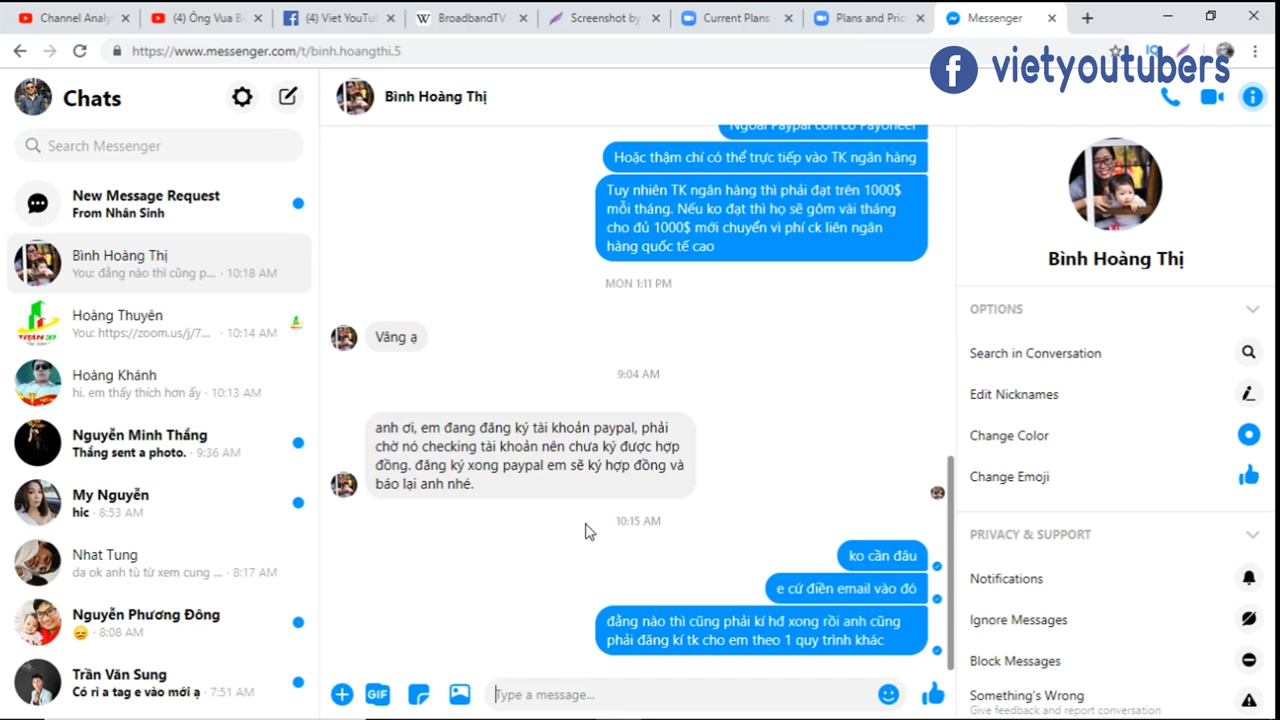 Channel Analy
(4) Ông Vua B
(4) Viet YouTu
BroadbandTV
Screenshot by
Current Plans
Plans and Pric
Messenger
https://www.messenger.com/t/binh.hoangthi.5
vietyoutubers
Chats
Bình Hoàng Thị
Search Messenger
New Message Request
From Nhân Sinh
Bình Hoàng Thị
You: đằng nào thì cũng p... · 10:18 AM
Hoàng Thuyên
You: https://zoom.us/j/7... · 10:14 AM
Hoàng Khánh
hi. em thấy thích hơn ấy · 10:13 AM
Nguyễn Minh Thắng
Thắng sent a photo. · 9:36 AM
My Nguyễn
hic · 8:53 AM
Nhat Tung
da ok anh tù từ xem cung ... · 8:17 AM
Nguyễn Phương Đông
😞 · 8:08 AM
Trần Văn Sung
Có rì a tag e vào mới ạ · 7:51 AM
Ngoài Paypal còn có Payoneer
Hoặc thậm chí có thể trực tiếp vào TK ngân hàng
Tuy nhiên TK ngân hàng thì phải đạt trên 1000$
mỗi tháng. Nếu ko đạt thì họ sẽ gôm vài tháng
cho đủ 1000$ mới chuyển vì phí ck liên ngân
hàng quốc tế cao
MON 1:11 PM
Vâng ạ
9:04 AM
anh ơi, em đang đăng ký tài khoản paypal, phải
chờ nó checking tài khoản nên chưa ký được hợp
đồng. đăng ký xong paypal em sẽ ký hợp đồng và
báo lại anh nhé.
10:15 AM
ko cần đâu
e cứ điền email vào đó
đằng nào thì cũng phải kí hđ xong rồi anh cũng
phải đăng kí tk cho em theo 1 quy trình khác
GIF
Type a message...
Bình Hoàng Thị
OPTIONS
Search in Conversation
Edit Nicknames
Change Color
Change Emoji
PRIVACY & SUPPORT
Notifications
Ignore Messages
Block Messages
Something's Wrong
Give feedback and report conversation